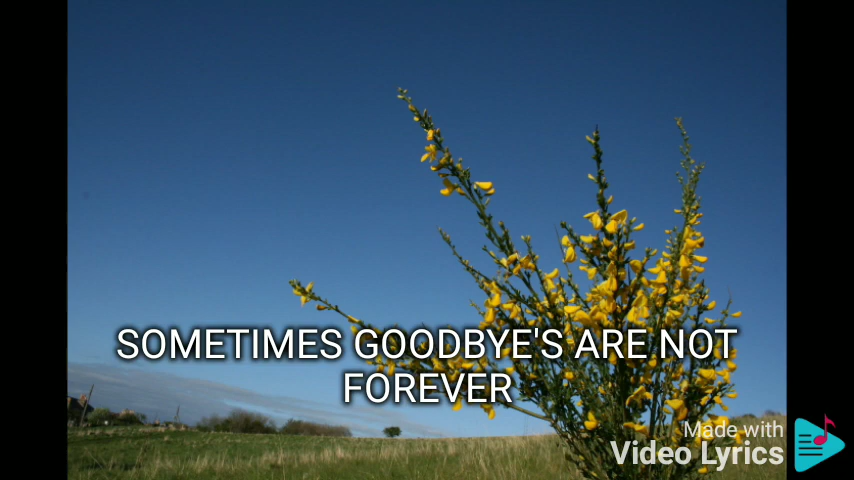 SOMETIMES GOODBYE'S ARE NOT
FOREVER
Made with
Video Lyrics